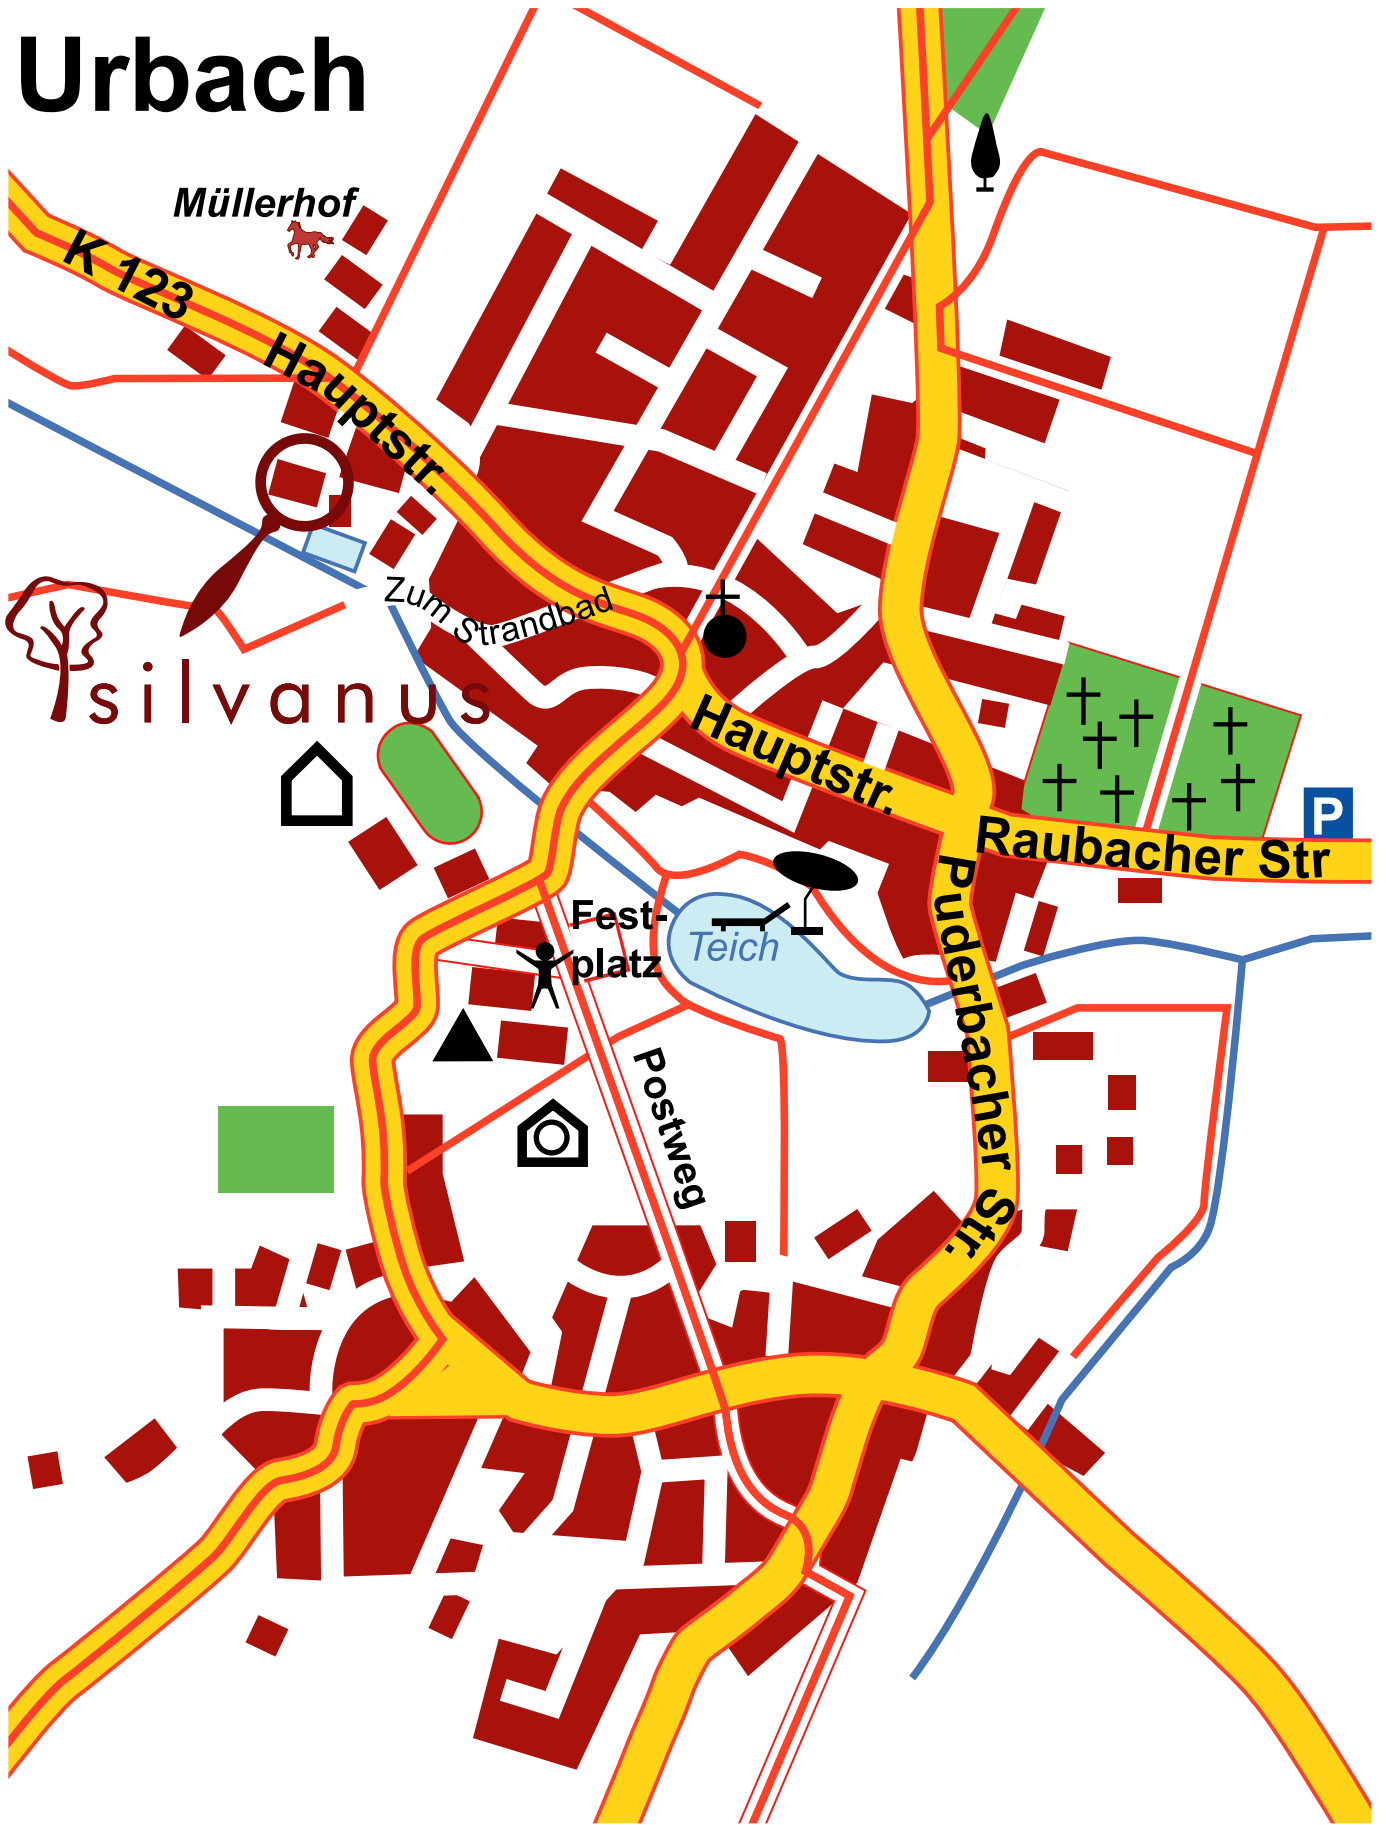 Urbach
Müllerhof
K 123
Hauptstr.
Zum Strandbad
silvanus
Hauptstr.
P
Raubacher Str
Puderbacher Str.
Fest-
platz
Teich
Postweg